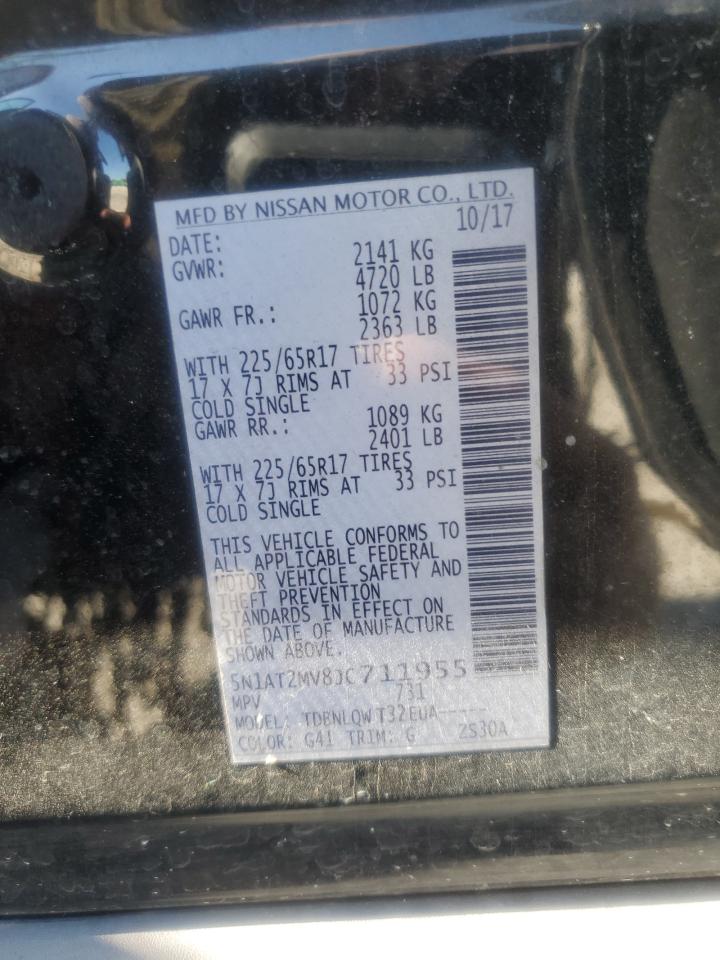 MFD BY NISSAN MOTOR CO., LTD.
DATE: 10/17
GVWR: 2141 KG
4720 LB
GAWR FR.: 1072 KG
2363 LB
WITH 225/65R17 TIRES
17 X 7J RIMS AT 33 PSI
COLD SINGLE
GAWR RR.: 1089 KG
2401 LB
WITH 225/65R17 TIRES
17 X 7J RIMS AT 33 PSI
COLD SINGLE
THIS VEHICLE CONFORMS TO
ALL APPLICABLE FEDERAL
MOTOR VEHICLE SAFETY AND
THEFT PREVENTION
STANDARDS IN EFFECT ON
THE DATE OF MANUFACTURE
SHOWN ABOVE.
5N1AT2MV8JC711955
MPV 731
MODEL: TDBNLQW T32EUA-----
COLOR: G41 TRIM: G ZS30A